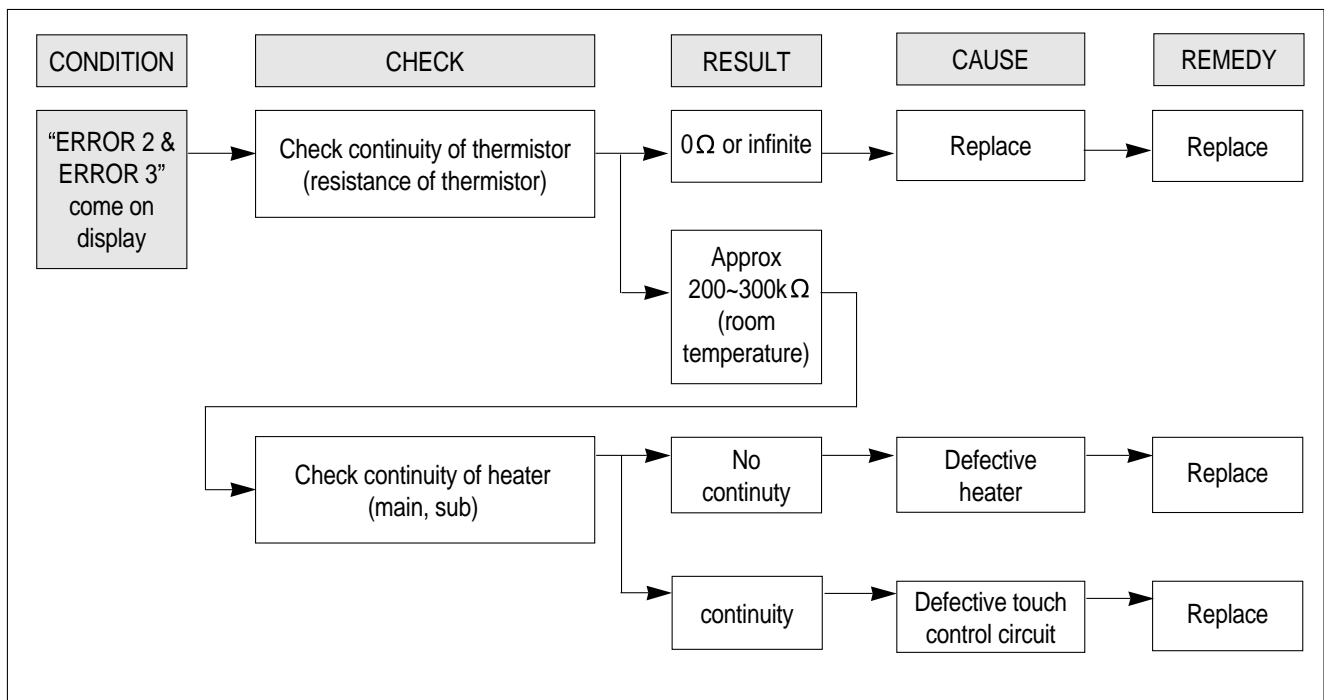 CONDITION
CHECK
RESULT
CAUSE
REMEDY
“ERROR 2 &
ERROR 3”
come on
display
Check continuity of thermistor
(resistance of thermistor)
0Ω or infinite
Replace
Replace
Approx
200~300kΩ
(room
temperature)
Check continuity of heater
(main, sub)
No
continuty
Defective
heater
Replace
continuity
Defective touch
control circuit
Replace